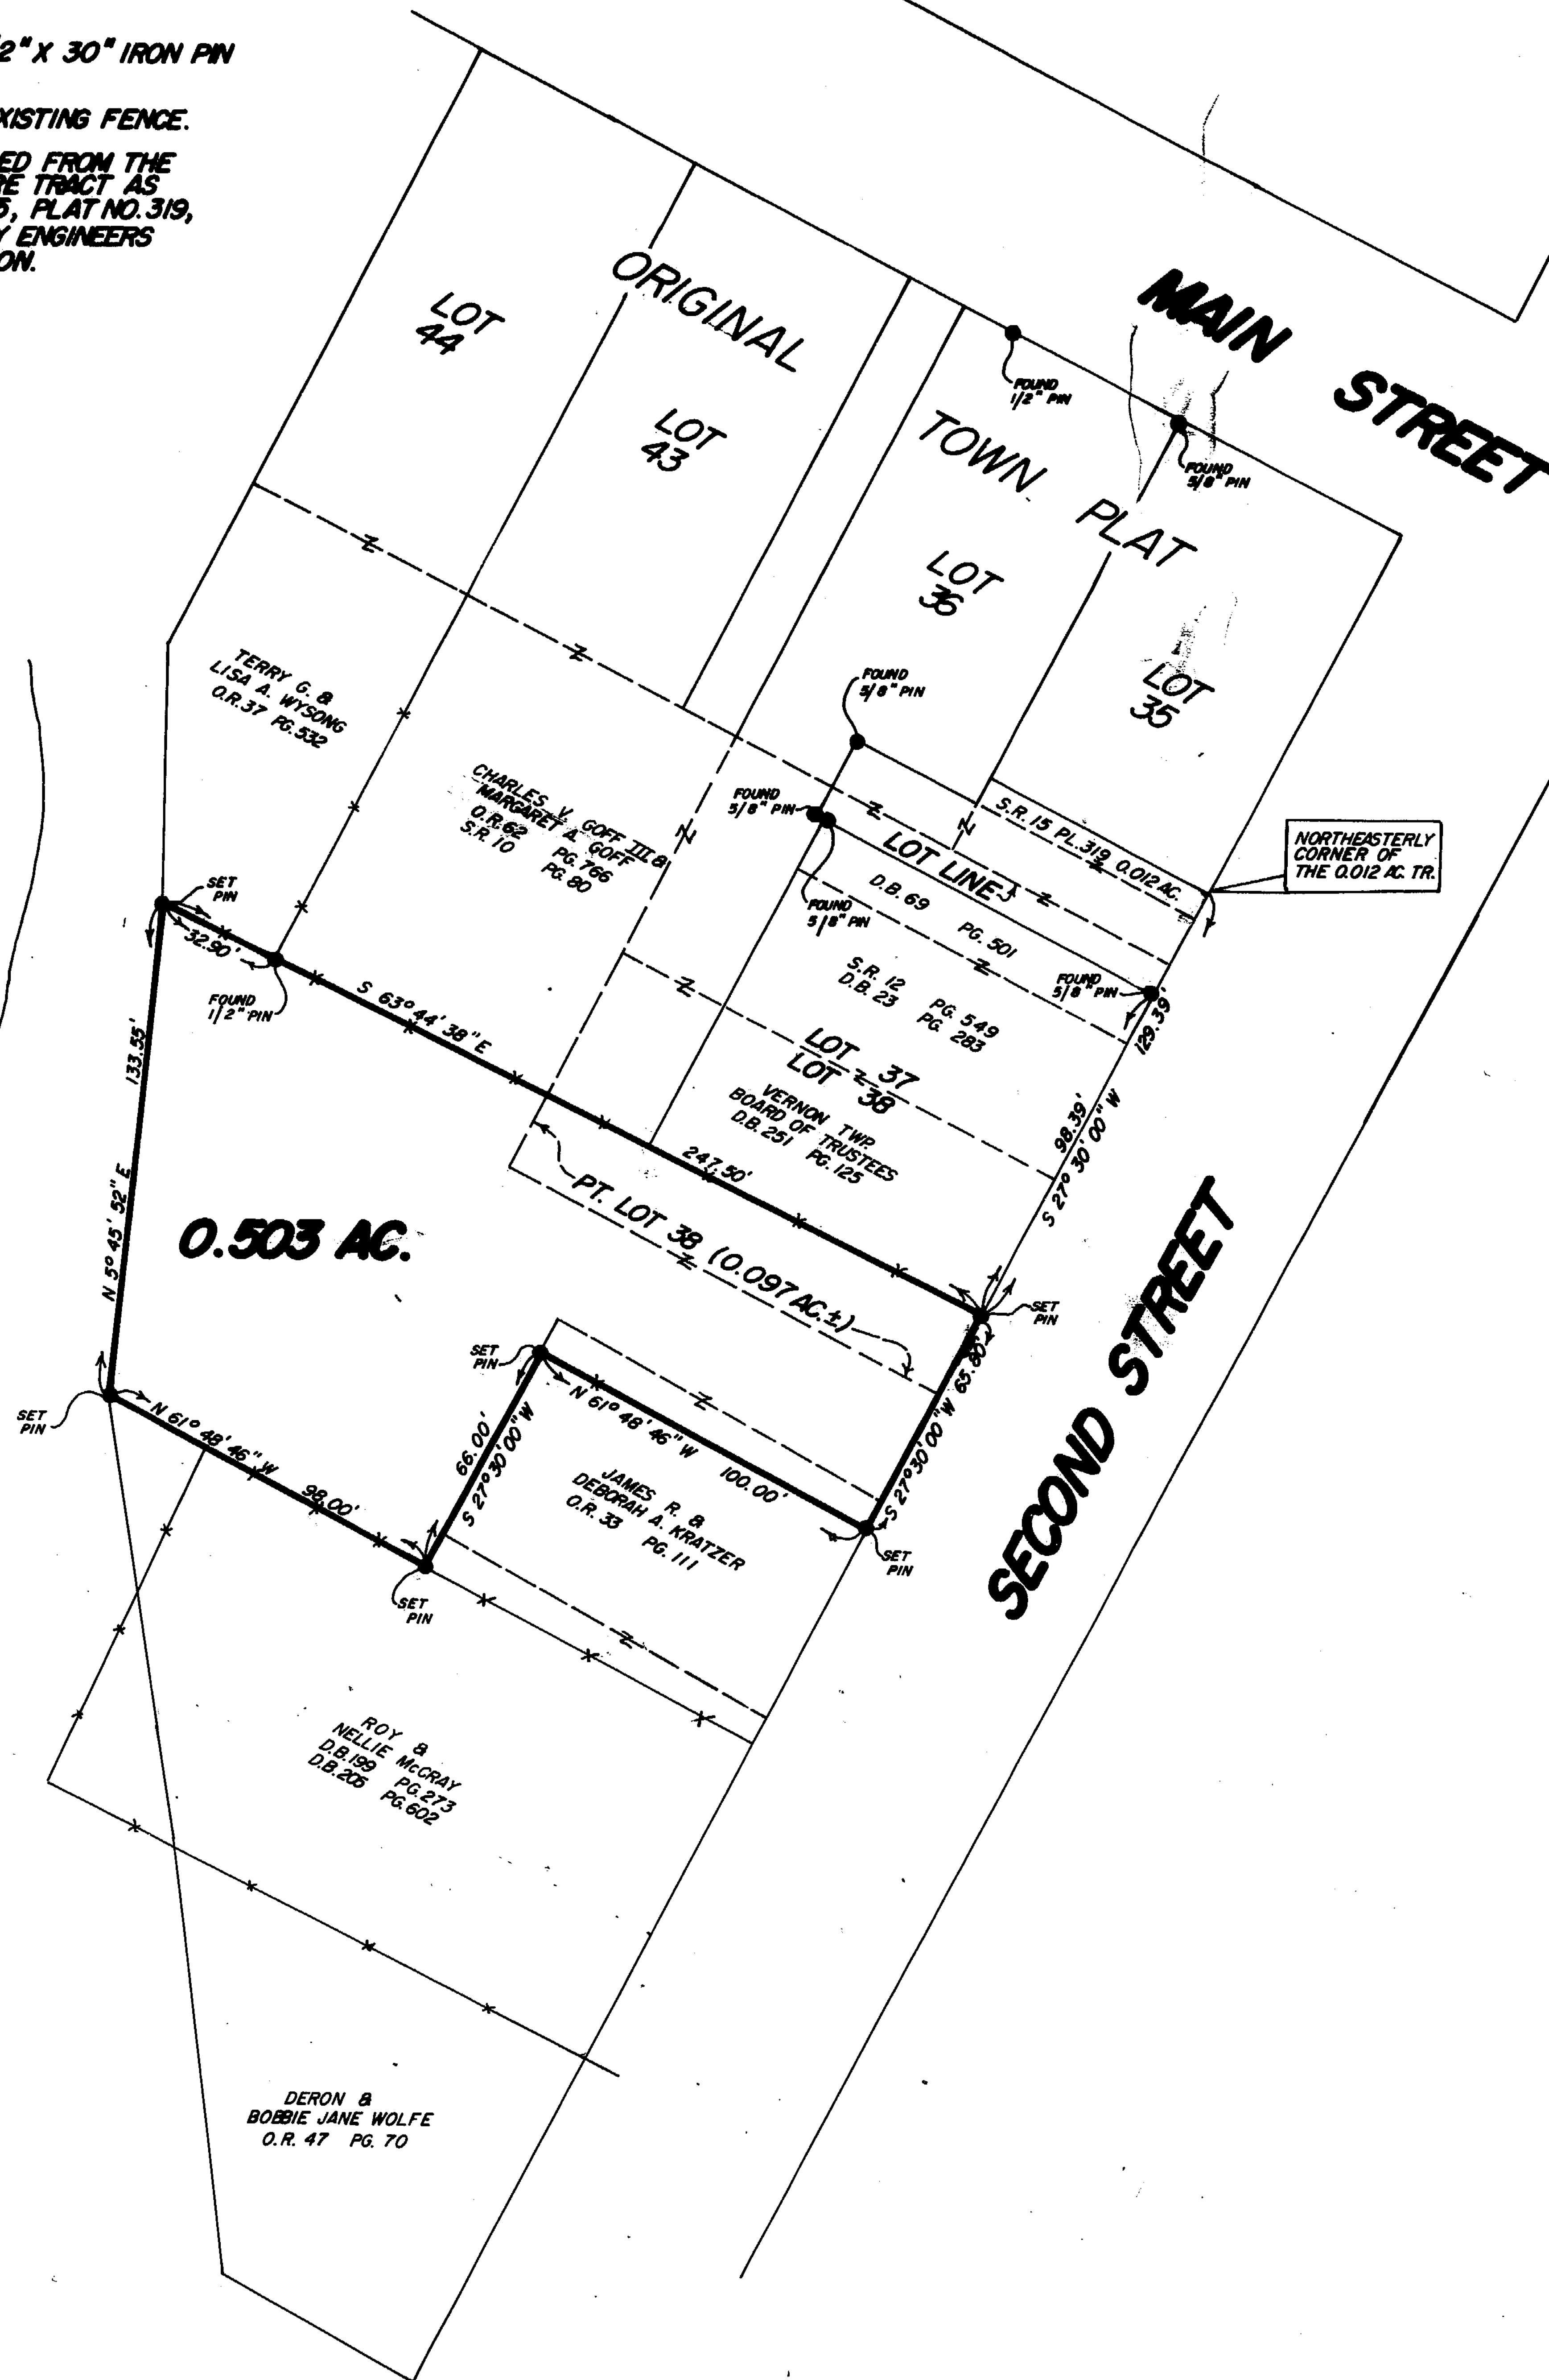 /2" X 30" IRON PIN
XISTING FENCE.
ED FROM THE
RE TRACT AS
5, PLAT NO. 319,
Y ENGINEERS
ON.
MAIN STREET
ORIGINAL
TOWN PLAT
LOT
44
LOT
43
LOT
36
LOT
35
FOUND
1/2" PIN
FOUND
5/8" PIN
FOUND
5/8" PIN
FOUND
5/8" PIN
FOUND
5/8" PIN
FOUND
5/8" PIN
TERRY G. &
LISA A. WYSONG
O.R. 37 PG. 532
CHARLES V. GOFF III &
MARGARET A. GOFF
O.R. 62 PG. 766
S.R. 10 PG. 80
S.R. 15 PL. 319 0.012 AC.
LOT LINE
NORTHEASTERLY
CORNER OF
THE 0.012 AC. TR.
D.B. 69 PG. 501
S.R. 12 PG. 549
D.B. 23 PG. 283
LOT 37
LOT 38
VERNON TWP.
BOARD OF TRUSTEES
D.B. 251 PG. 125
129.39'
98.39'
S 27° 30' 00" W
SET
PIN
32.90'
FOUND
1/2" PIN
S 63° 44' 38" E
247.50'
133.55'
N 5° 45' 52" E
0.503 AC.
PT. LOT 38 (0.097 AC.±)
SET
PIN
S 27° 30' 00" W 65.80'
SECOND STREET
SET
PIN
N 61° 48' 46" W 100.00'
66.00'
S 27° 30' 00" W
SET
PIN
N 61° 48' 46" W
98.00'
JAMES R. &
DEBORAH A. KRATZER
O.R. 33 PG. 111
SET
PIN
SET
PIN
ROY &
NELLIE McCRAY
D.B. 199 PG. 273
D.B. 205 PG. 602
DERON &
BOBBIE JANE WOLFE
O.R. 47 PG. 70